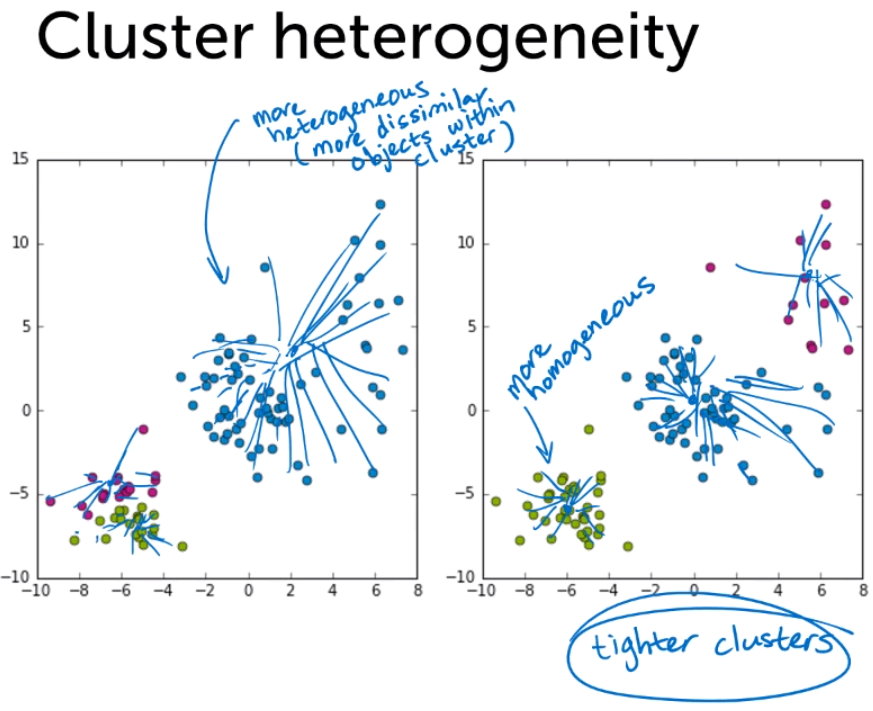 Cluster heterogeneity
more
heterogeneous
(more dissimilar
objects within
cluster)
15
10
5
0
−5
−10
−10 −8 −6 −4 −2 0 2 4 6 8
more
homogeneous
15
10
5
0
−5
−10
−10 −8 −6 −4 −2 0 2 4 6 8
tighter clusters